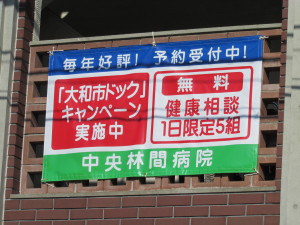 毎年好評! 予約受付中!
「大和市ドック」
キャンペーン
実施中
無料
健康相談
1日限定5組
中央林間病院